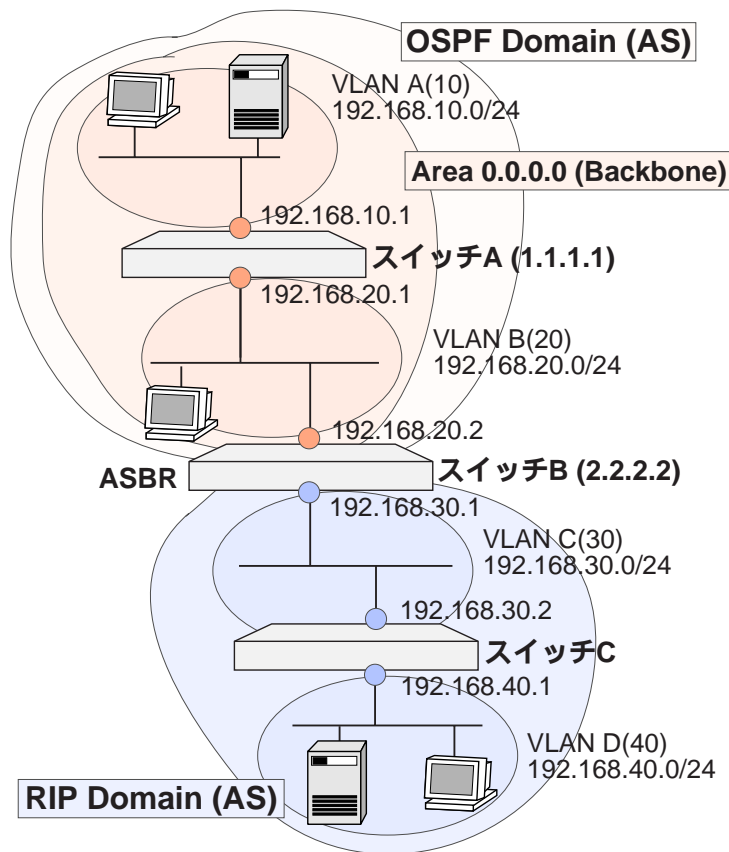 OSPF Domain (AS)
VLAN A(10)
192.168.10.0/24
Area 0.0.0.0 (Backbone)
192.168.10.1
スイッチA (1.1.1.1)
192.168.20.1
VLAN B(20)
192.168.20.0/24
192.168.20.2
ASBR
スイッチB (2.2.2.2)
192.168.30.1
VLAN C(30)
192.168.30.0/24
192.168.30.2
スイッチC
192.168.40.1
VLAN D(40)
192.168.40.0/24
RIP Domain (AS)